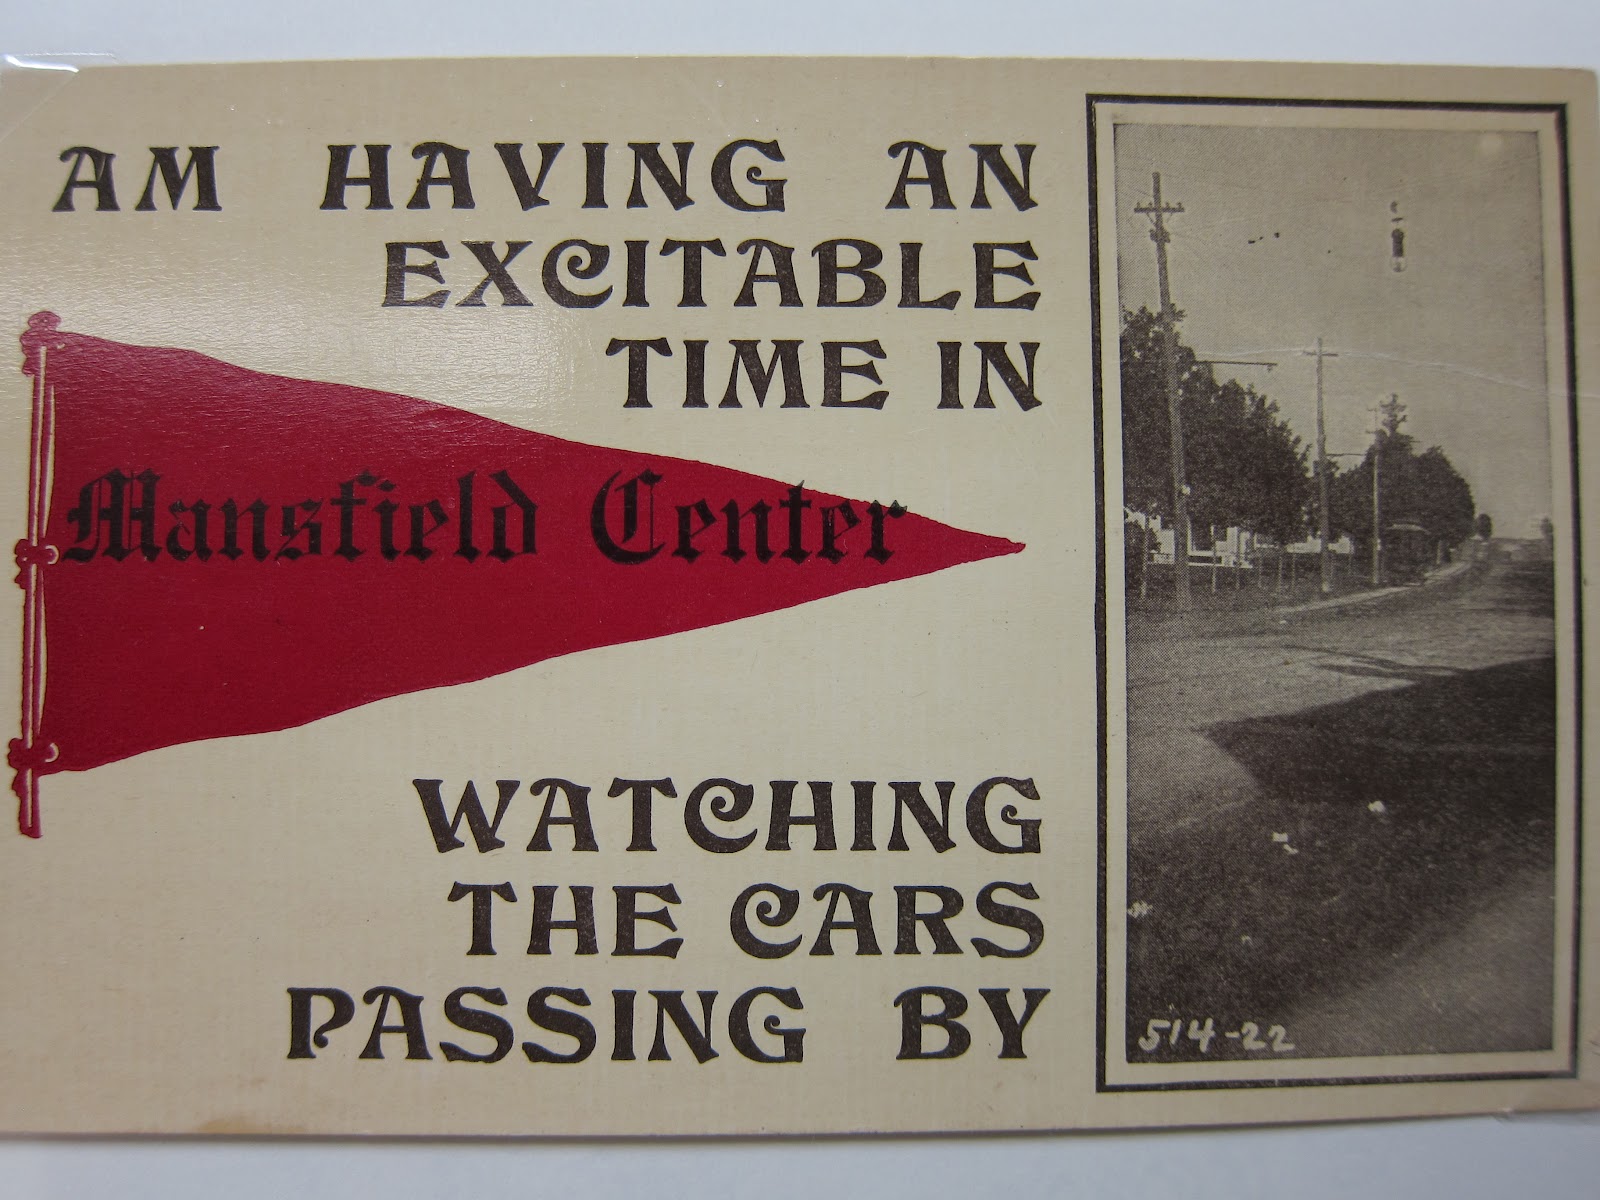 AM HAVING AN
EXCITABLE
TIME IN
Mansfield Center
WATCHING
THE CARS
PASSING BY
514-22